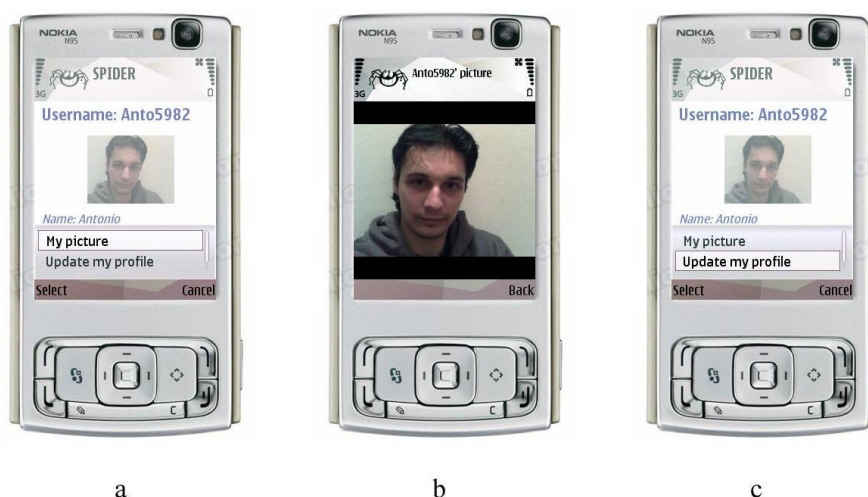 NOKIA
N95
SPIDER
3G
Username: Anto5982
Name: Antonio
My picture
Update my profile
Select Cancel
C
NOKIA
N95
Anto5982' picture
3G
Back
C
NOKIA
N95
SPIDER
3G
Username: Anto5982
Name: Antonio
My picture
Update my profile
Select Cancel
C
a b c